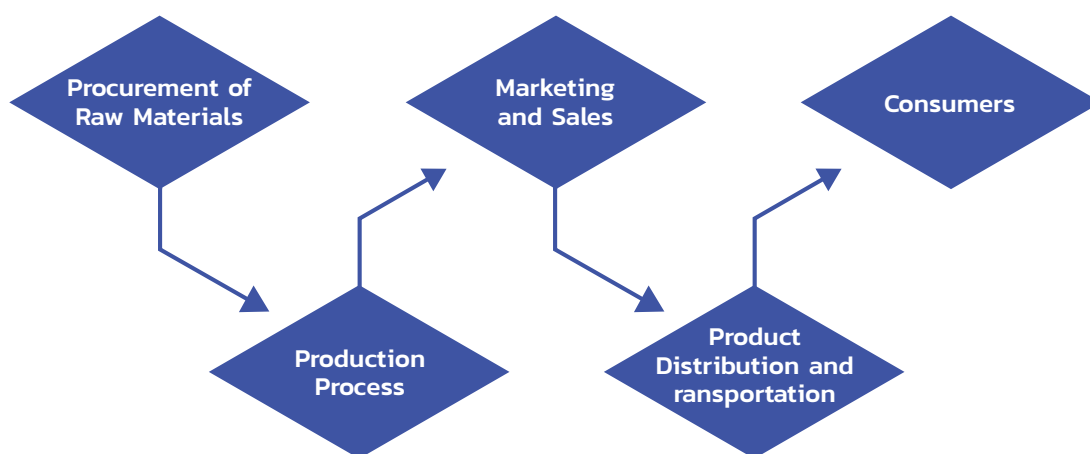 Procurement of
Raw Materials
Production
Process
Marketing
and Sales
Product
Distribution and
ransportation
Consumers